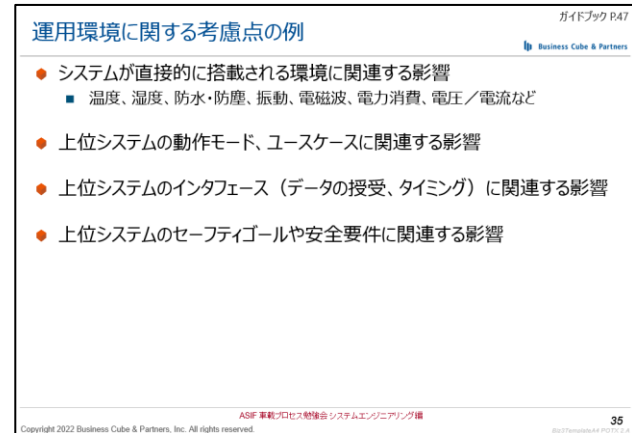 ガイドブック P.47
運用環境に関する考慮点の例
Business Cube & Partners
システムが直接的に搭載される環境に関連する影響
温度、湿度、防水・防塵、振動、電磁波、電力消費、電圧／電流など
上位システムの動作モード、ユースケースに関連する影響
上位システムのインタフェース（データの授受、タイミング）に関連する影響
上位システムのセーフティゴールや安全要件に関連する影響
ASIF 車載プロセス勉強会 システムエンジニアリング編
Copyright 2022 Business Cube & Partners, Inc. All rights reserved.
35